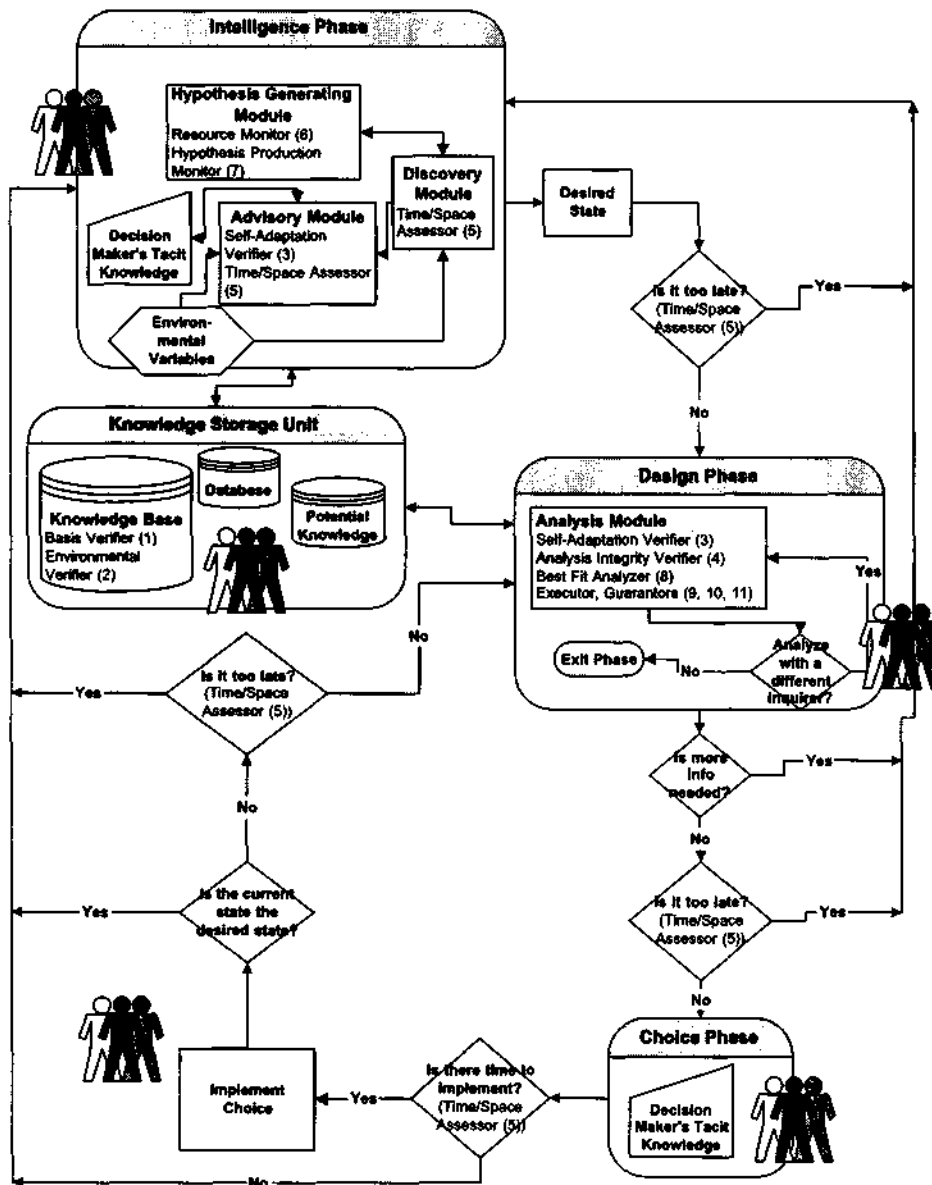 Intelligence Phase
Hypothesis Generating
Module
Resource Monitor (6)
Hypothesis Production
Monitor (7)
Discovery
Module
Time/Space
Assessor (5)
Desired
State
Advisory Module
Self-Adaptation
Verifier (3)
Time/Space Assessor
(5)
Decision
Maker's Tacit
Knowledge
Environ-
mental
Variables
Is it too late?
(Time/Space
Assessor (5))
Yes
No
Knowledge Storage Unit
Database
Knowledge Base
Basis Verifier (1)
Environmental
Verifier (2)
Potential
Knowledge
Design Phase
Analysis Module
Self-Adaptation Verifier (3)
Analysis Integrity Verifier (4)
Best Fit Analyzer (8)
Executor, Guarantors (9, 10, 11)
Yes
Exit Phase
No
Analyze
with a
different
inquirer?
No
Is it too late?
(Time/Space
Assessor (5))
Yes
Is more
info
needed?
Yes
No
No
Is the current
state the
desired state?
Yes
Is it too late?
(Time/Space
Assessor (5))
Yes
No
Choice Phase
Decision
Maker's Tacit
Knowledge
Is there time to
implement?
(Time/Space
Assessor (5))
Yes
Implement
Choice
No